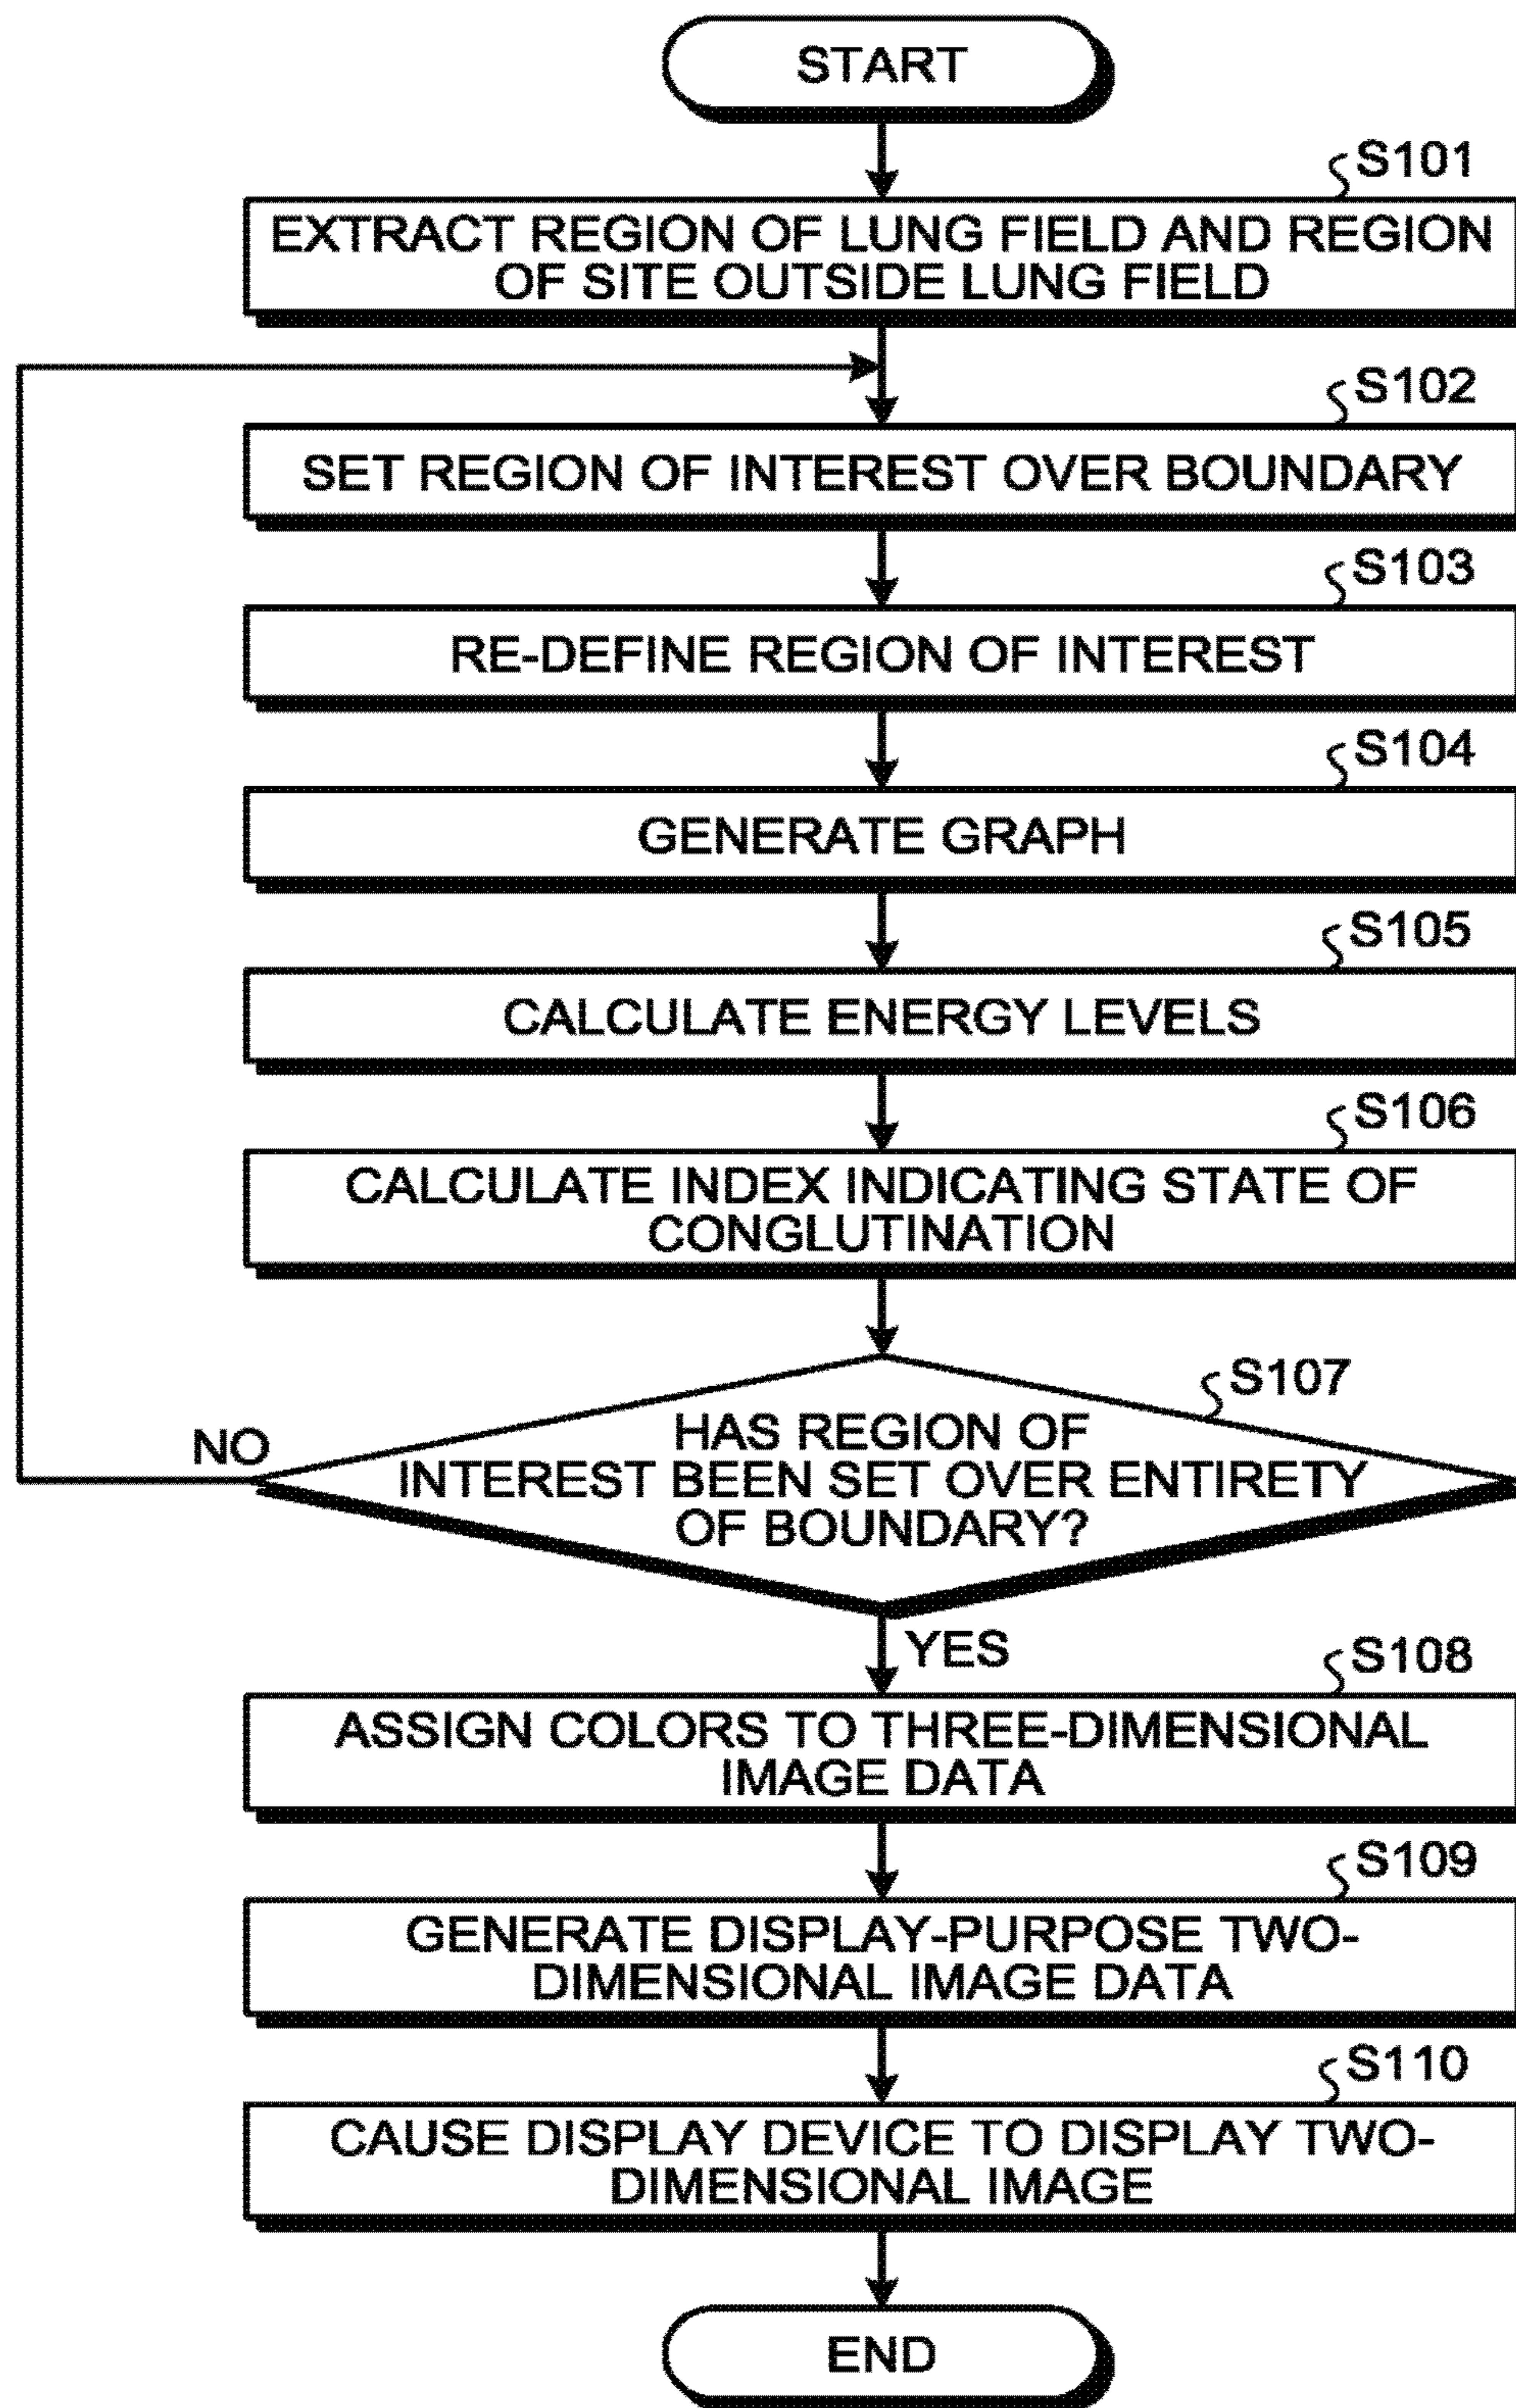 START
S101
EXTRACT REGION OF LUNG FIELD AND REGION
OF SITE OUTSIDE LUNG FIELD
S102
SET REGION OF INTEREST OVER BOUNDARY
S103
RE-DEFINE REGION OF INTEREST
S104
GENERATE GRAPH
S105
CALCULATE ENERGY LEVELS
S106
CALCULATE INDEX INDICATING STATE OF
CONGLUTINATION
S107
HAS REGION OF
INTEREST BEEN SET OVER ENTIRETY
OF BOUNDARY?
NO
YES
S108
ASSIGN COLORS TO THREE-DIMENSIONAL
IMAGE DATA
S109
GENERATE DISPLAY-PURPOSE TWO-
DIMENSIONAL IMAGE DATA
S110
CAUSE DISPLAY DEVICE TO DISPLAY TWO-
DIMENSIONAL IMAGE
END